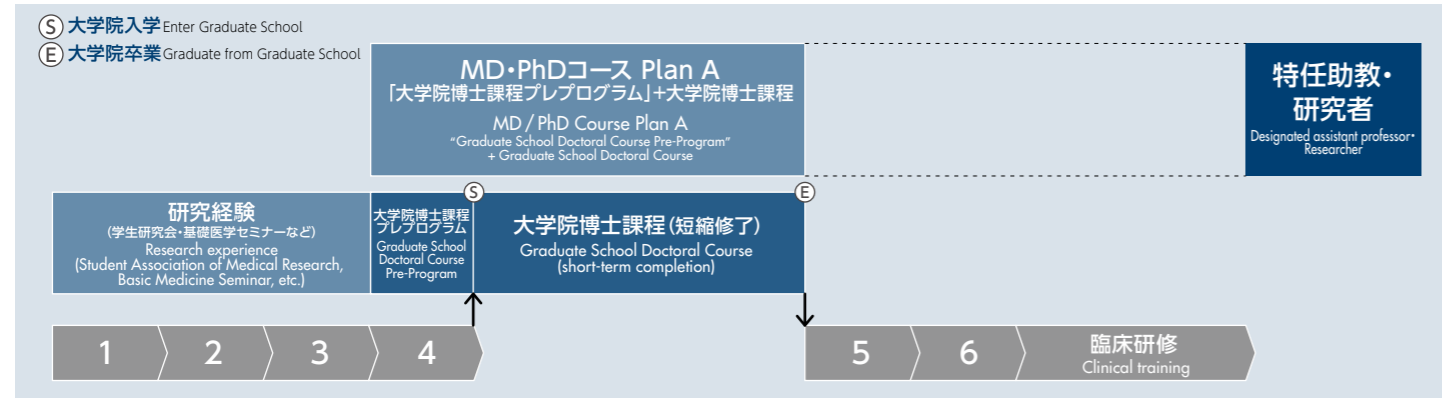 Ⓢ 大学院入学 Enter Graduate School
Ⓔ 大学院卒業 Graduate from Graduate School
MD・PhDコース Plan A
「大学院博士課程プレプログラム」+大学院博士課程
MD / PhD Course Plan A
“Graduate School Doctoral Course Pre-Program”
+ Graduate School Doctoral Course
特任助教・
研究者
Designated assistant professor・
Researcher
Ⓢ
Ⓔ
研究経験
(学生研究会・基礎医学セミナーなど)
Research experience
(Student Association of Medical Research,
Basic Medicine Seminar, etc.)
大学院博士課程
プレプログラム
Graduate School
Doctoral Course
Pre-Program
大学院博士課程(短縮修了)
Graduate School Doctoral Course
(short-term completion)
1
2
3
4
5
6
臨床研修
Clinical training